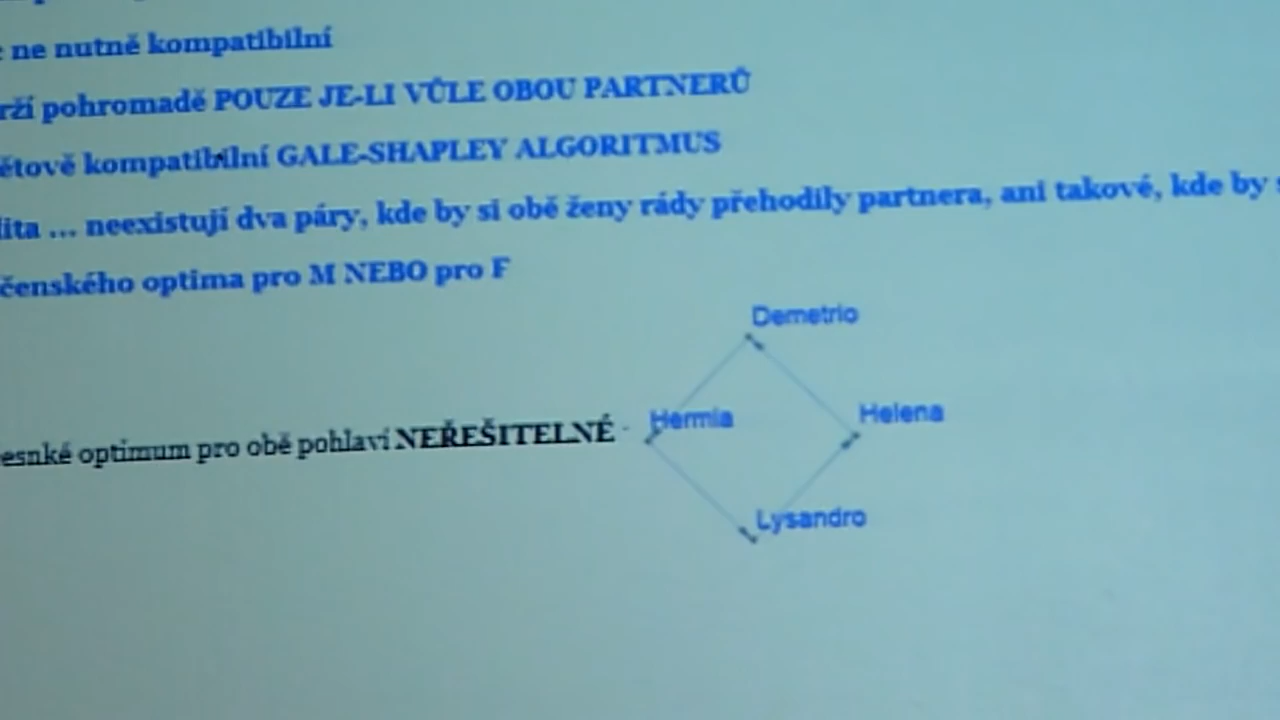 ne nutně kompatibilní
rží pohromadě POUZE JE-LI VŮLE OBOU PARTNERŮ
ětově kompatibilní GALE-SHAPLEY ALGORITMUS
lita ... neexistují dva páry, kde by si obě ženy rády přehodily partnera, ani takové, kde by
čenského optima pro M NEBO pro F
Demetrio
Hermia
Helena
esnké optimum pro obě pohlaví NEŘEŠITELNÉ
Lysandro